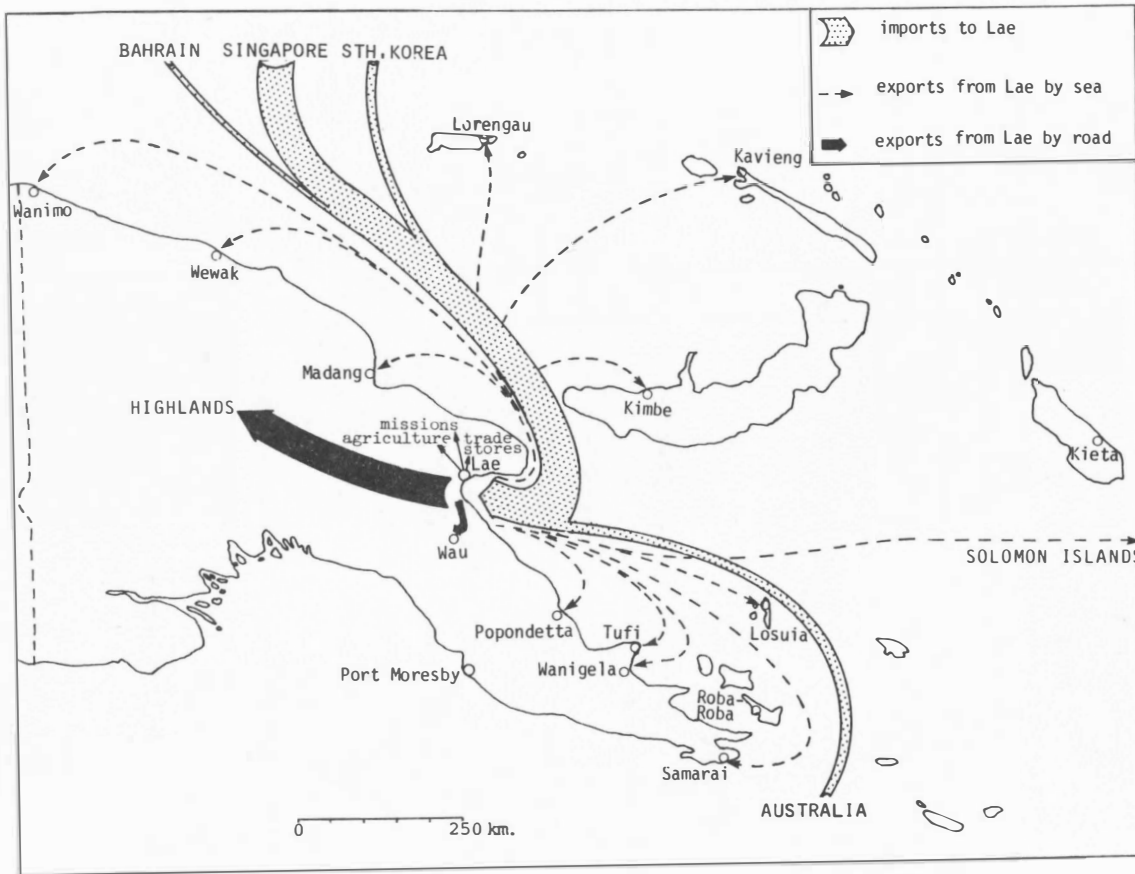 BAHRAIN SINGAPORE STH.KOREA
imports to Lae
exports from Lae by sea
exports from Lae by road
Lorengau
Kavieng
Wanimo
Wewak
Madang
HIGHLANDS
Kimbe
missions
agriculture trade
stores
Lae
Kieta
Wau
SOLOMON ISLANDS
Popondetta
Tufi
Losuia
Port Moresby
Wanigela
Roba-
Roba
Samarai
AUSTRALIA
0 250 km.